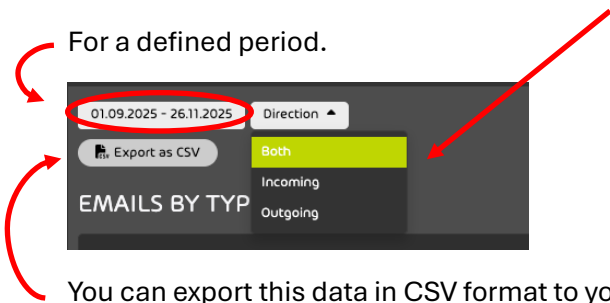 For a defined period.
01.09.2025 - 26.11.2025 Direction
Export as CSV
Both
Incoming
Outgoing
EMAILS BY TYP
You can export this data in CSV format to yo